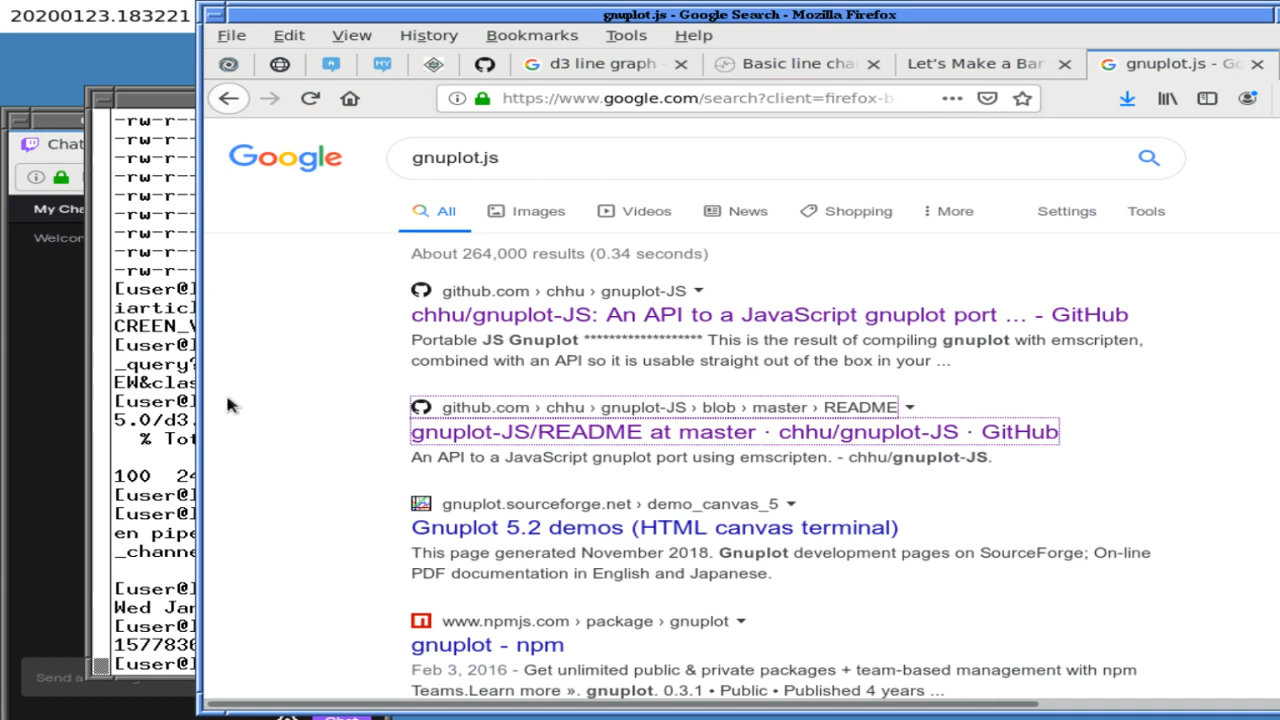 20200123.183221
gnuplot.js - Google Search - Mozilla Firefox
File Edit View History Bookmarks Tools Help
d3 line graph - Basic line cha Let's Make a Bar gnuplot.js - Go
https://www.google.com/search?client=firefox-b
Google gnuplot.js
All Images Videos News Shopping More Settings Tools
About 264,000 results (0.34 seconds)
github.com › chhu › gnuplot-JS
chhu/gnuplot-JS: An API to a JavaScript gnuplot port ... - GitHub
Portable JS Gnuplot ******************* This is the result of compiling gnuplot with emscripten,
combined with an API so it is usable straight out of the box in your ...
github.com › chhu › gnuplot-JS › blob › master › README
gnuplot-JS/README at master · chhu/gnuplot-JS · GitHub
An API to a JavaScript gnuplot port using emscripten. - chhu/gnuplot-JS.
gnuplot.sourceforge.net › demo_canvas_5
Gnuplot 5.2 demos (HTML canvas terminal)
This page generated November 2018. Gnuplot development pages on SourceForge; On-line
PDF documentation in English and Japanese.
www.npmjs.com › package › gnuplot
gnuplot - npm
Feb 3, 2016 - Get unlimited public & private packages + team-based management with npm
Teams.Learn more ». gnuplot. 0.3.1 • Public • Published 4 years ...
-rw-r--
-rw-r--
-rw-r--
-rw-r--
-rw-r--
-rw-r--
-rw-r--
-rw-r--
-rw-r--
[user@
iartic
CREEN_
[user@
_query?
EW&clas
[user@
5.0/d3.
% Tot
100 2
[user@
[user@
en pipe
_channe
[user@
Wed Jan
[user@
1577836
[user@
Chat
My Cha
Welcom
Send a
Chat